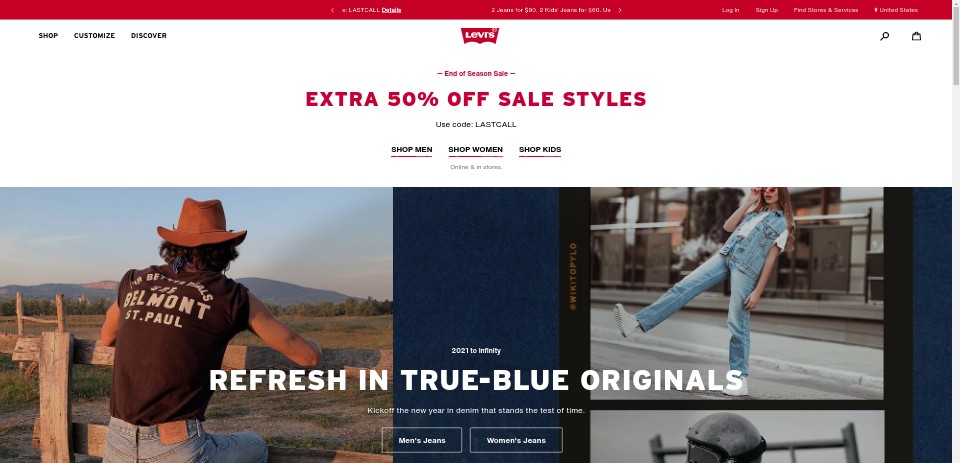 e: LASTCALL Details
2 Jeans for $90. 2 Kids' Jeans for $60. Us
Log In
Sign Up
Find Stores & Services
United States
SHOP
CUSTOMIZE
DISCOVER
Levi's
— End of Season Sale —
EXTRA 50% OFF SALE STYLES
Use code: LASTCALL
SHOP MEN
SHOP WOMEN
SHOP KIDS
Online & in stores.
BELMONT
ST. PAUL
@WIKITOPYLO
2021 to Infinity
REFRESH IN TRUE-BLUE ORIGINALS
Kickoff the new year in denim that stands the test of time.
Men's Jeans
Women's Jeans